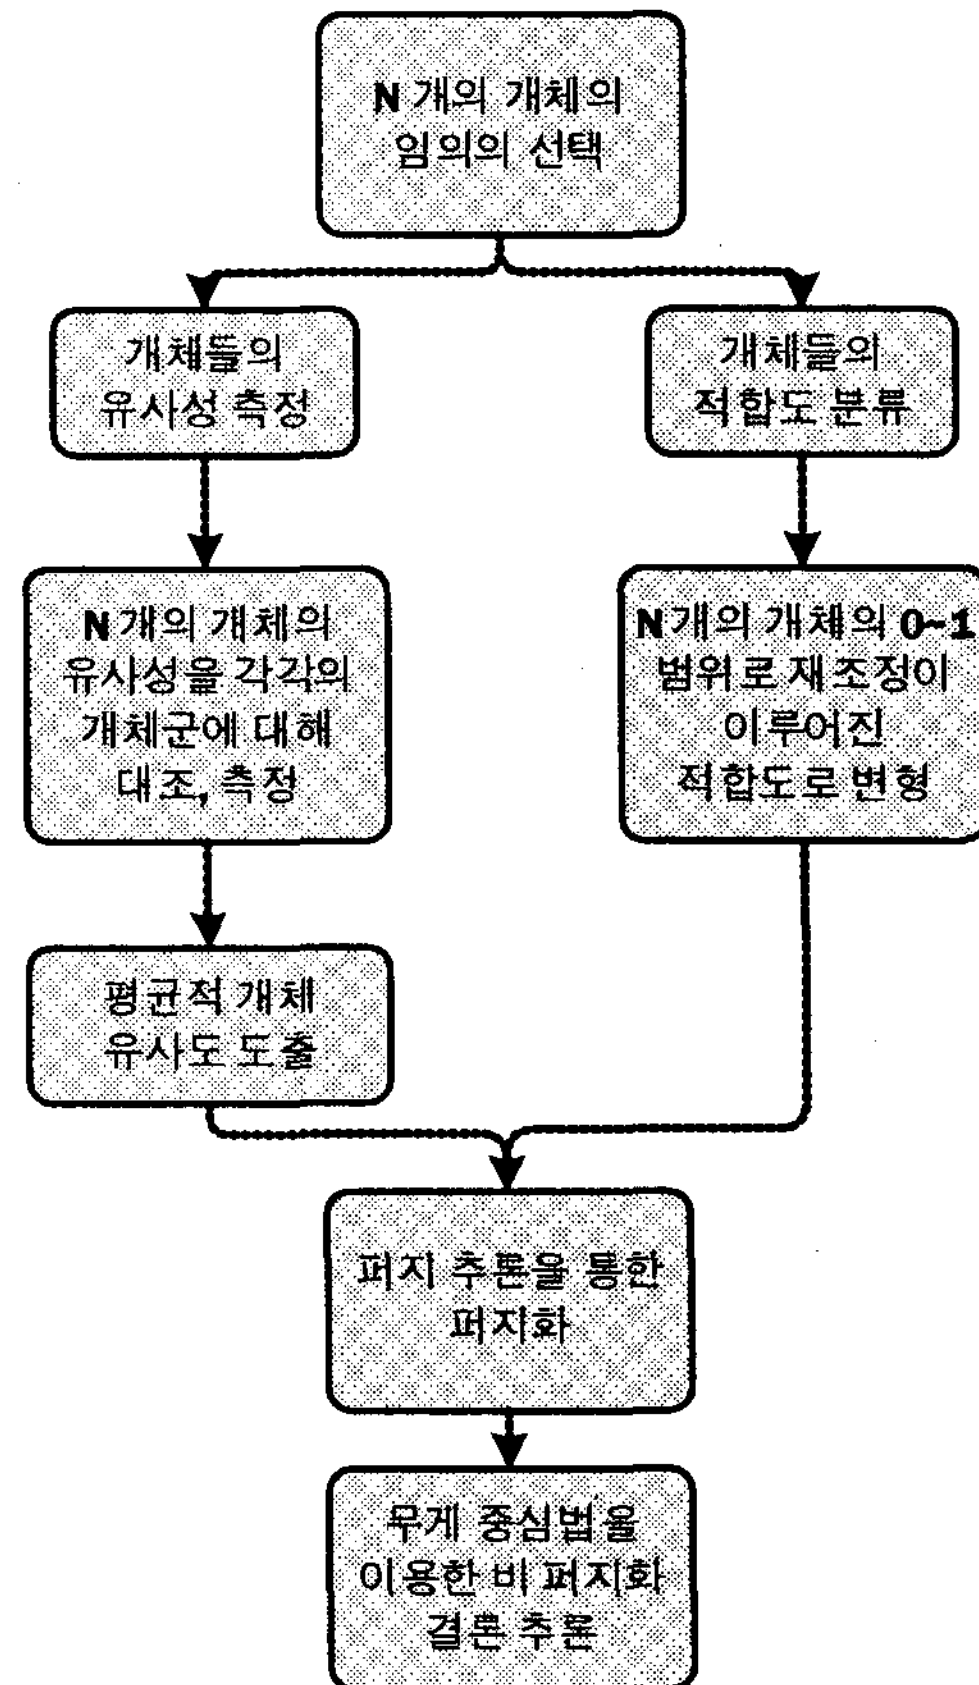 N 개의 개체의
임의의 선택
개체들의
유사성 측정
개체들의
적합도 분류
N 개의 개체의
유사성을 각각의
개체군에 대해
대조, 측정
N 개의 개체의 0~1
범위로 재조정이
이루어진
적합도로 변형
평균적 개체
유사도 도출
퍼지 추론을 통한
퍼지화
무게 중심법을
이용한 비 퍼지화
결론 추론